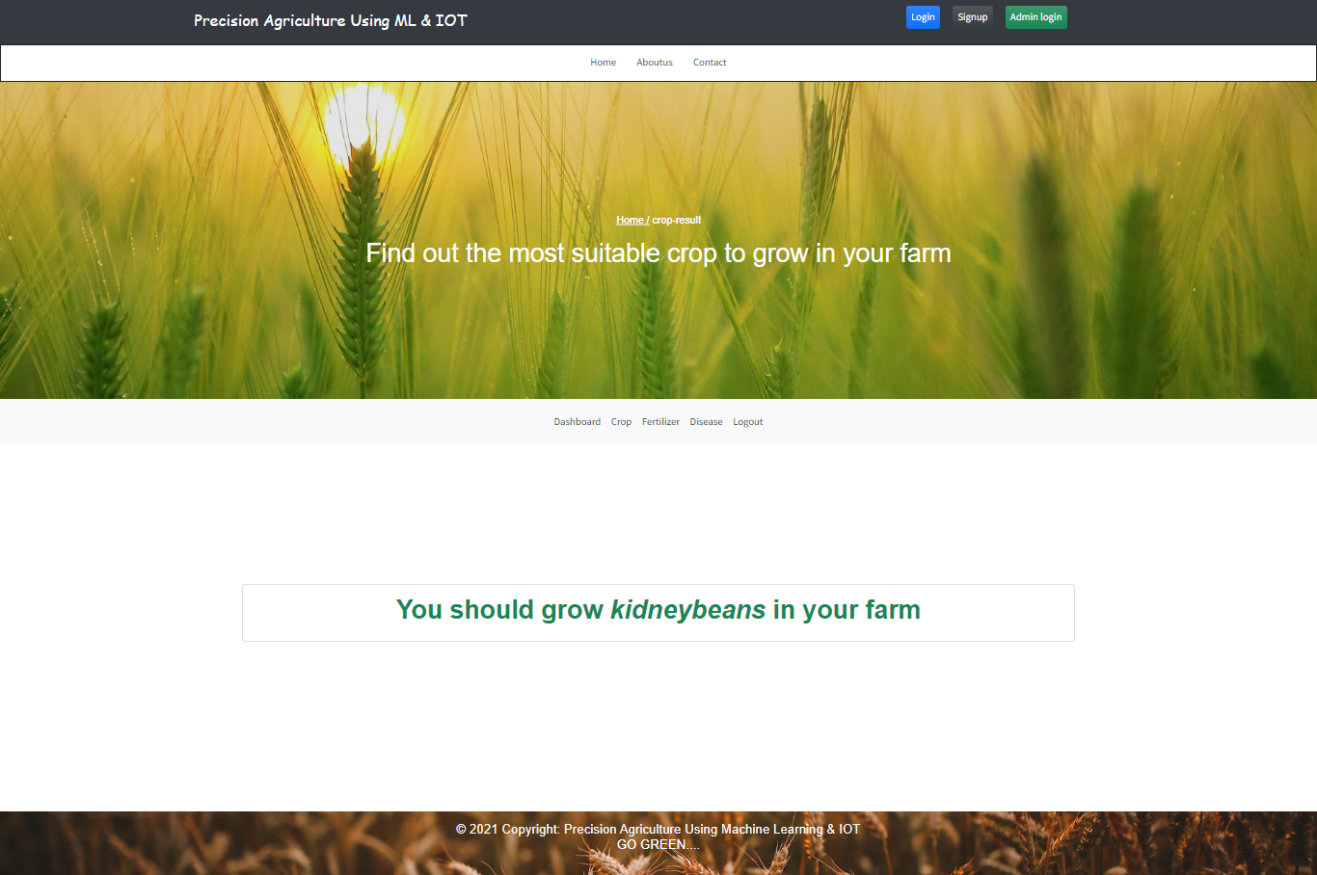 Precision Agriculture Using ML & IOT
Login Signup Admin login
Home Aboutus Contact
Home / crop-result
Find out the most suitable crop to grow in your farm
Dashboard Crop Fertilizer Disease Logout
You should grow kidneybeans in your farm
© 2021 Copyright: Precision Agriculture Using Machine Learning & IOT
GO GREEN....